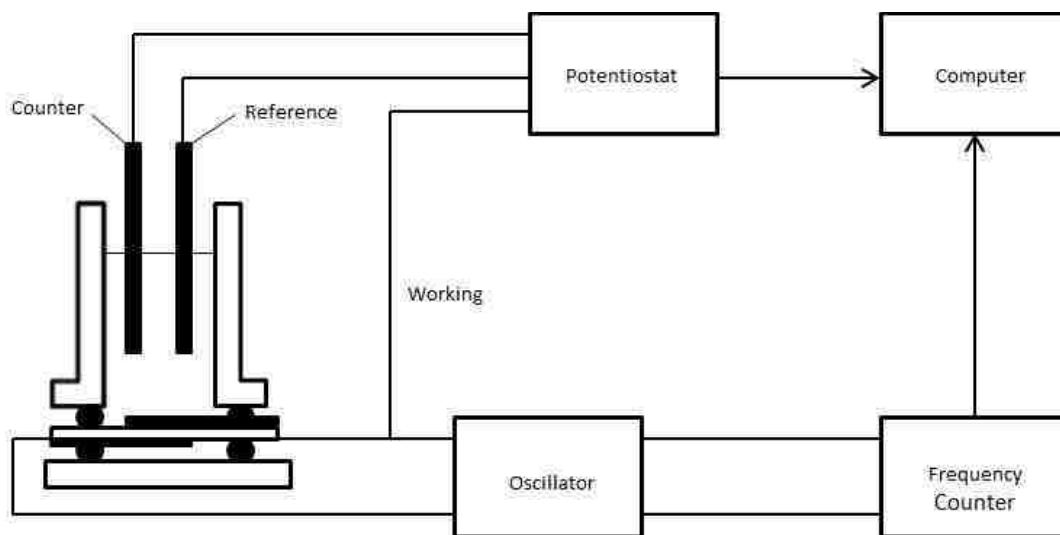 Potentiostat
Computer
Counter
Reference
Working
Oscillator
Frequency
Counter